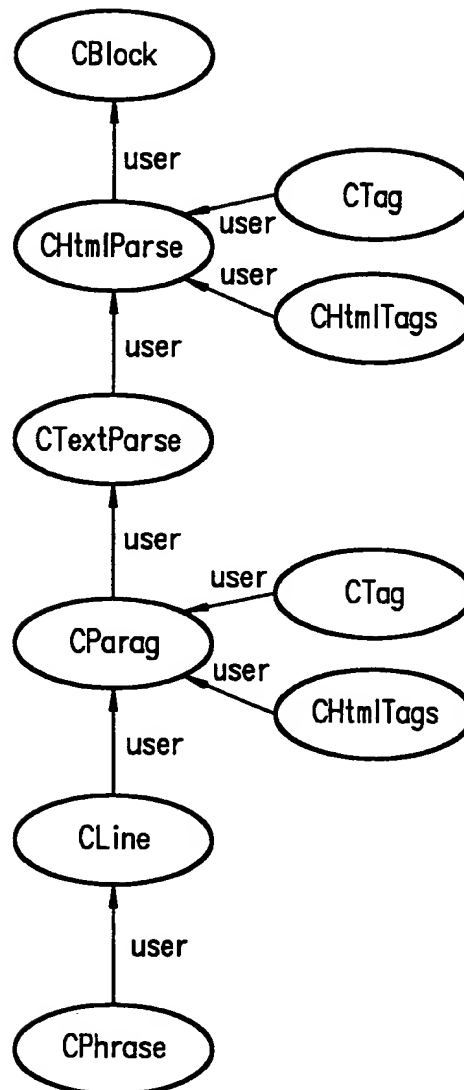 CBlock
user
CTag
user
CHtmlParse
user
CHtmlTags
user
CTextParse
user
CTag
user
CParag
user
CHtmlTags
user
CLine
user
CPhrase